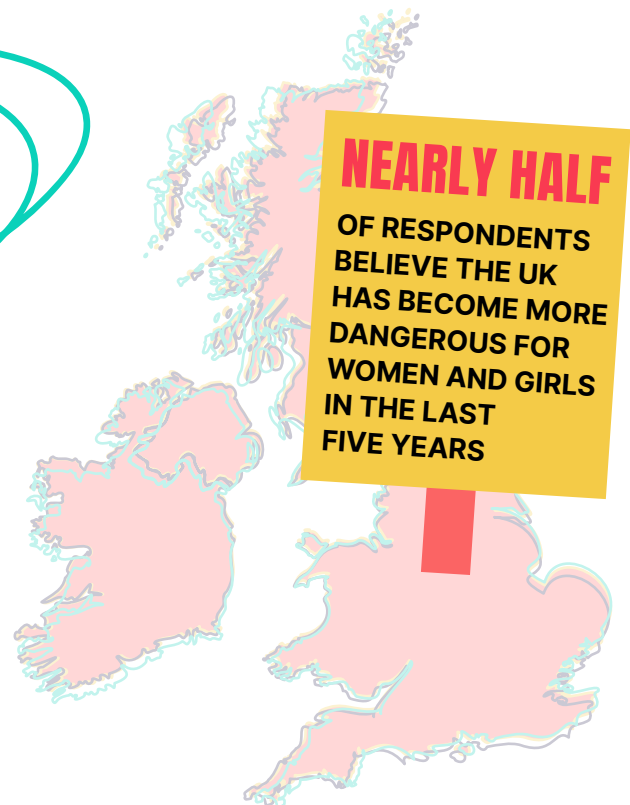 NEARLY HALF
OF RESPONDENTS
BELIEVE THE UK
HAS BECOME MORE
DANGEROUS FOR
WOMEN AND GIRLS
IN THE LAST
FIVE YEARS